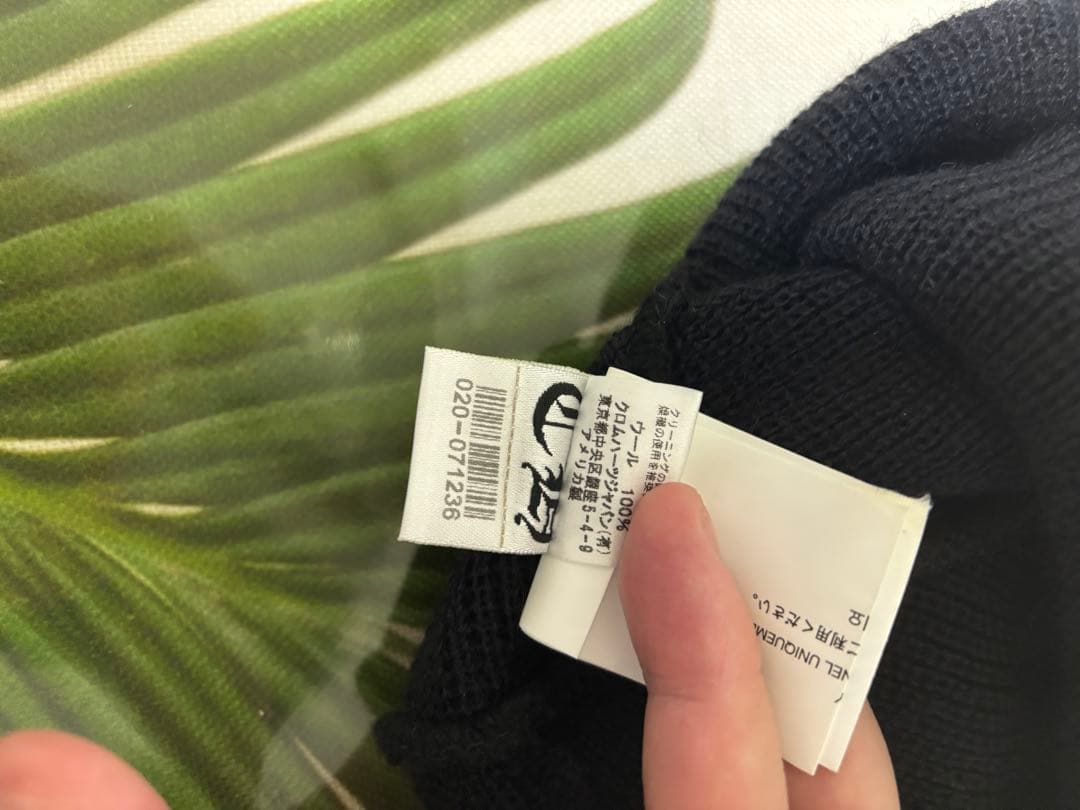 020-071236
クリーニングの
ウール 100%
クロムハーツジャパン(有)
東京都中央区銀座5-4-9
アメリカ製
利用ください。
NEL UNIQUEME